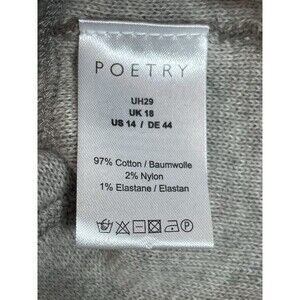 POETRY
UH29
UK 18
US 14 / DE 44
97% Cotton / Baumwolle
2% Nylon
1% Elastane / Elastan